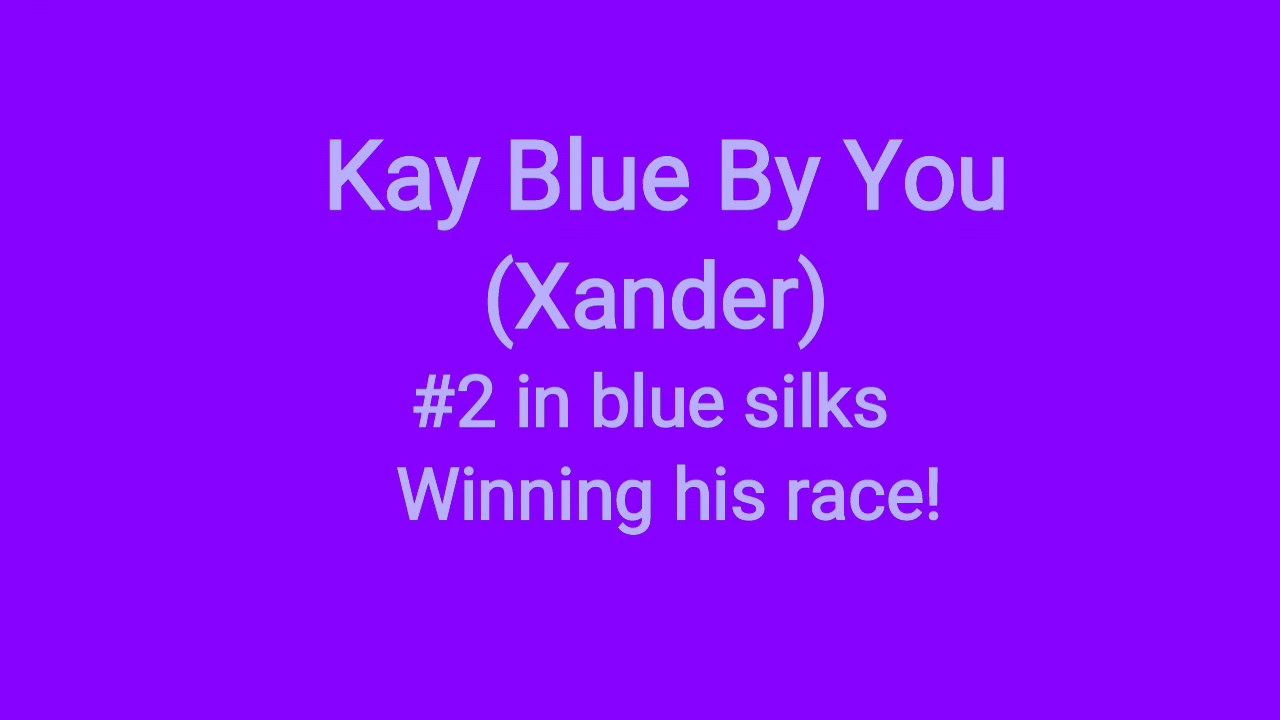 Kay Blue By You
(Xander)
#2 in blue silks
Winning his race!